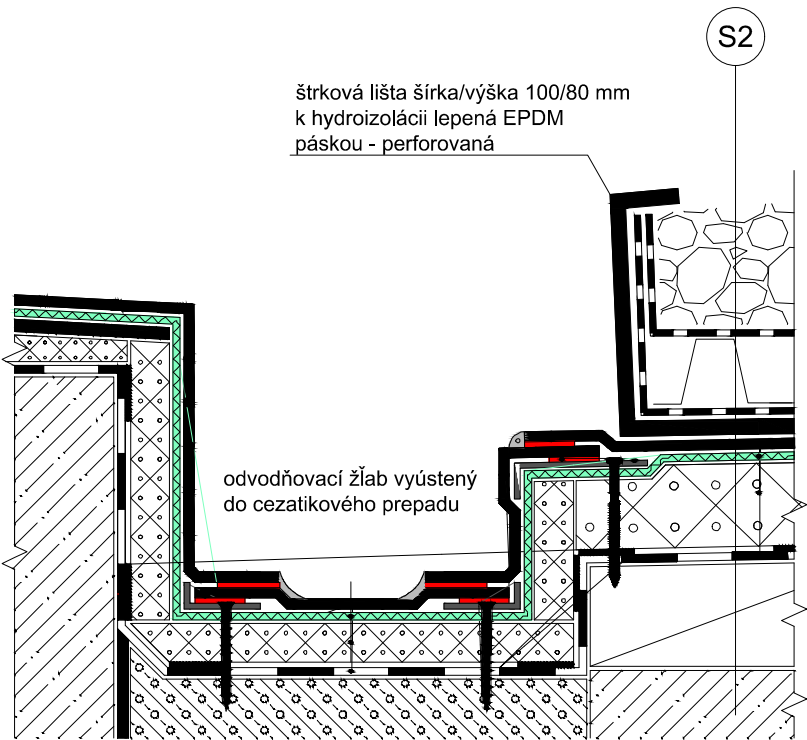 S2
štrková lišta šírka/výška 100/80 mm
k hydroizolácii lepená EPDM
páskou - perforovaná
odvodňovací žľab vyústený
do cezatikového prepadu